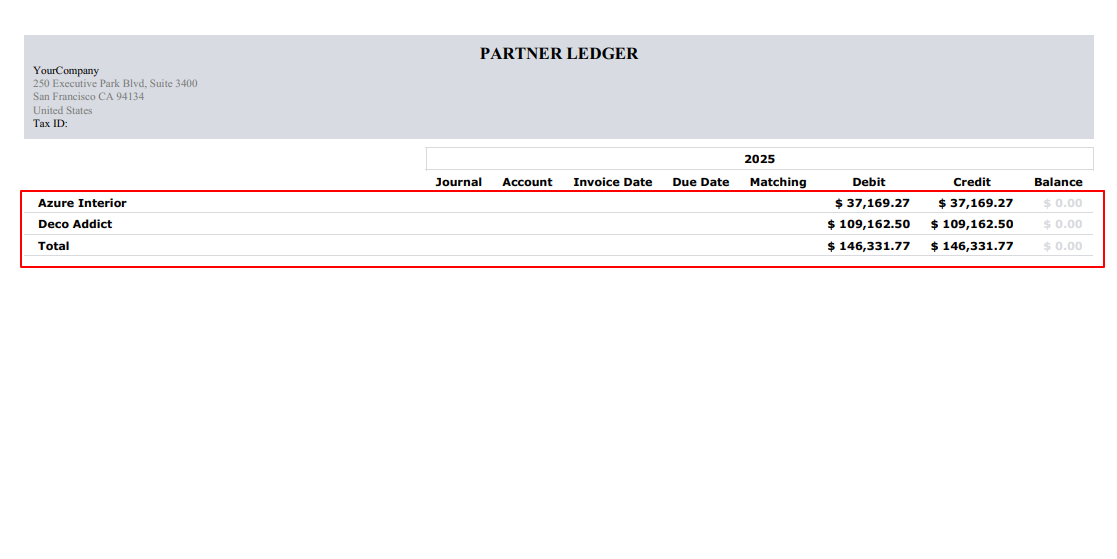 PARTNER LEDGER
YourCompany
250 Executive Park Blvd, Suite 3400
San Francisco CA 94134
United States
Tax ID:
2025
Journal Account Invoice Date Due Date Matching Debit Credit Balance
Azure Interior $ 37,169.27 $ 37,169.27 $ 0.00
Deco Addict $ 109,162.50 $ 109,162.50 $ 0.00
Total $ 146,331.77 $ 146,331.77 $ 0.00